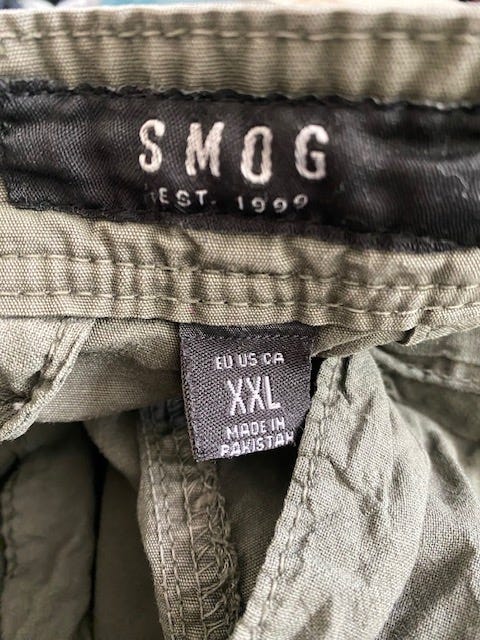 SMOG
EST. 1999
EU US CA
XXL
MADE IN
PAKISTAN